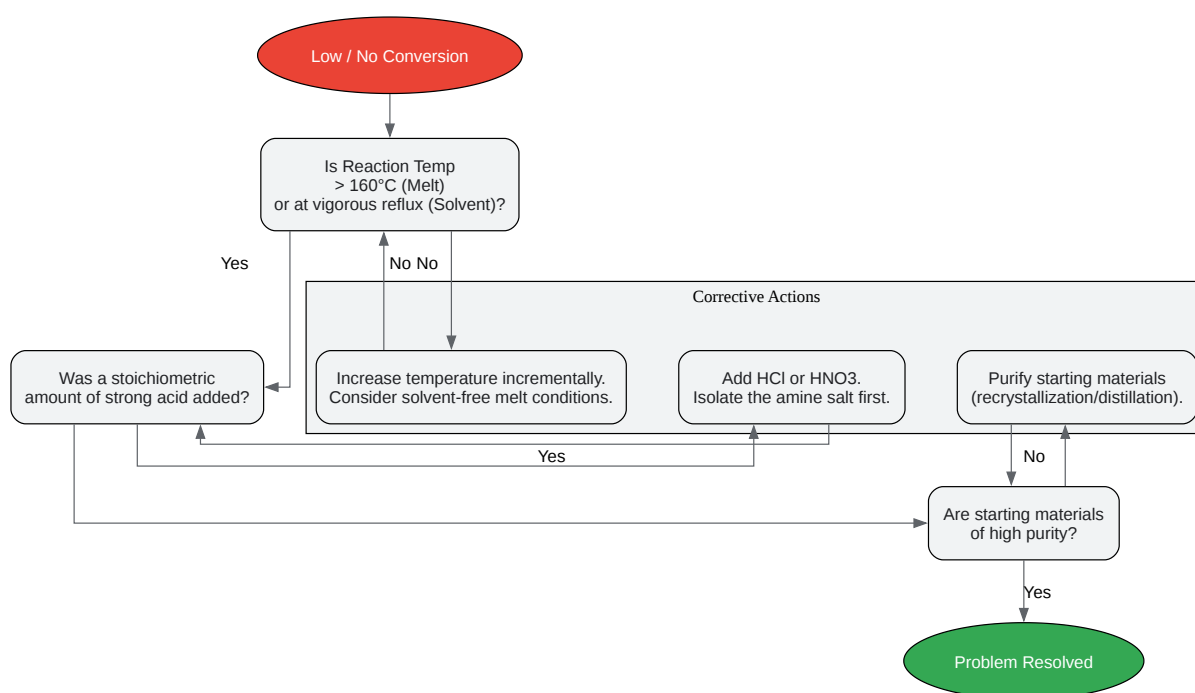 Low / No Conversion
Is Reaction Temp
> 160°C (Melt)
or at vigorous reflux (Solvent)?
Yes
No No
Corrective Actions
Was a stoichiometric
amount of strong acid added?
Increase temperature incrementally.
Consider solvent-free melt conditions.
Add HCl or HNO3.
Isolate the amine salt first.
Purify starting materials
(recrystallization/distillation).
Yes
No
Are starting materials
of high purity?
Yes
Problem Resolved